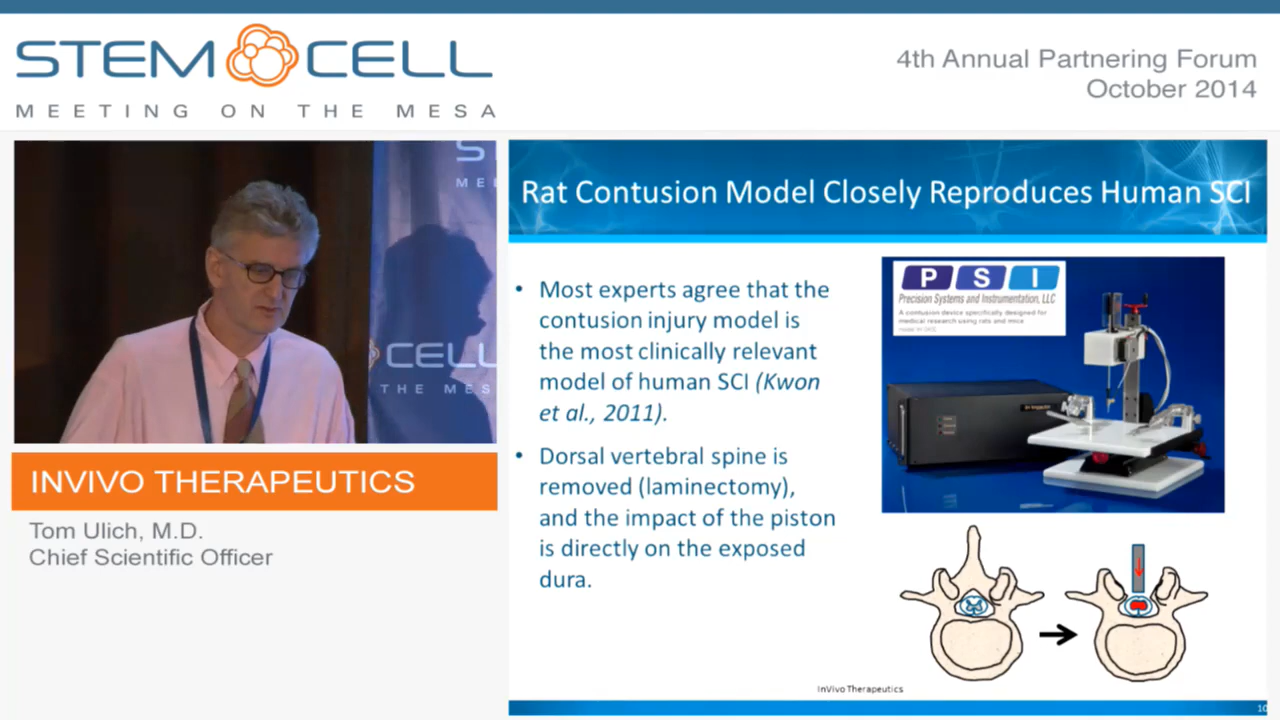 STEM CELL
MEETING ON THE MESA
4th Annual Partnering Forum
October 2014
CELL
THE MES
INVIVO THERAPEUTICS
Tom Ulich, M.D.
Chief Scientific Officer
Rat Contusion Model Closely Reproduces Human SCI
• Most experts agree that the
contusion injury model is
the most clinically relevant
model of human SCI (Kwon
et al., 2011).
• Dorsal vertebral spine is
removed (laminectomy),
and the impact of the piston
is directly on the exposed
dura.
PSI
Precision Systems and Instrumentation, LLC
A contusion device specifically designed for
medical research using rats and mice
InVivo Therapeutics
10